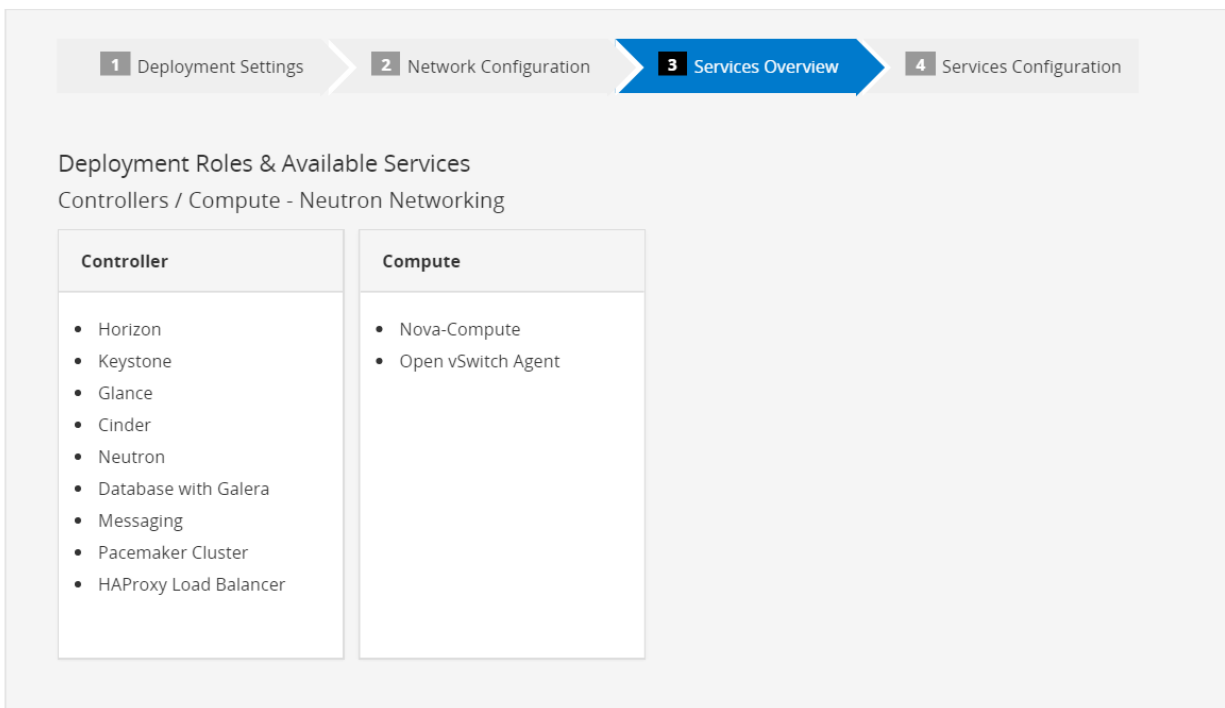 1 Deployment Settings
2 Network Configuration
3 Services Overview
4 Services Configuration
Deployment Roles & Available Services
Controllers / Compute - Neutron Networking
Controller
Horizon
Keystone
Glance
Cinder
Neutron
Database with Galera
Messaging
Pacemaker Cluster
HAProxy Load Balancer
Compute
Nova-Compute
Open vSwitch Agent